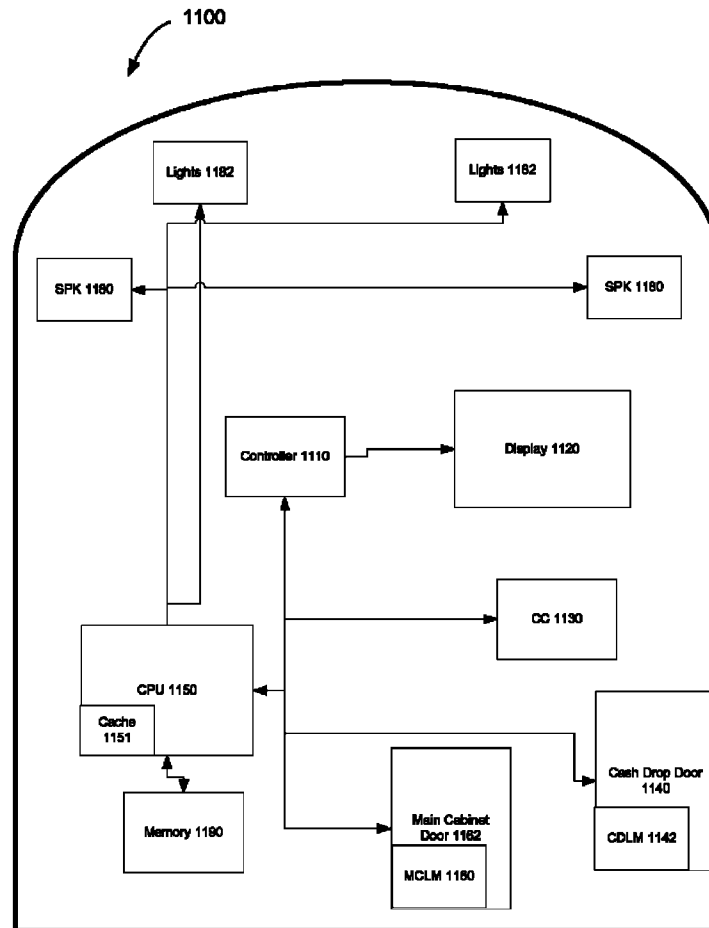 1100
Lights 1182
Lights 1182
SPK 1180
SPK 1180
Controller 1110
Display 1120
CC 1130
CPU 1150
Cache
1151
Cash Drop Door
1140
Main Cabinet
Door 1162
Memory 1190
CDLM 1142
MCLM 1160